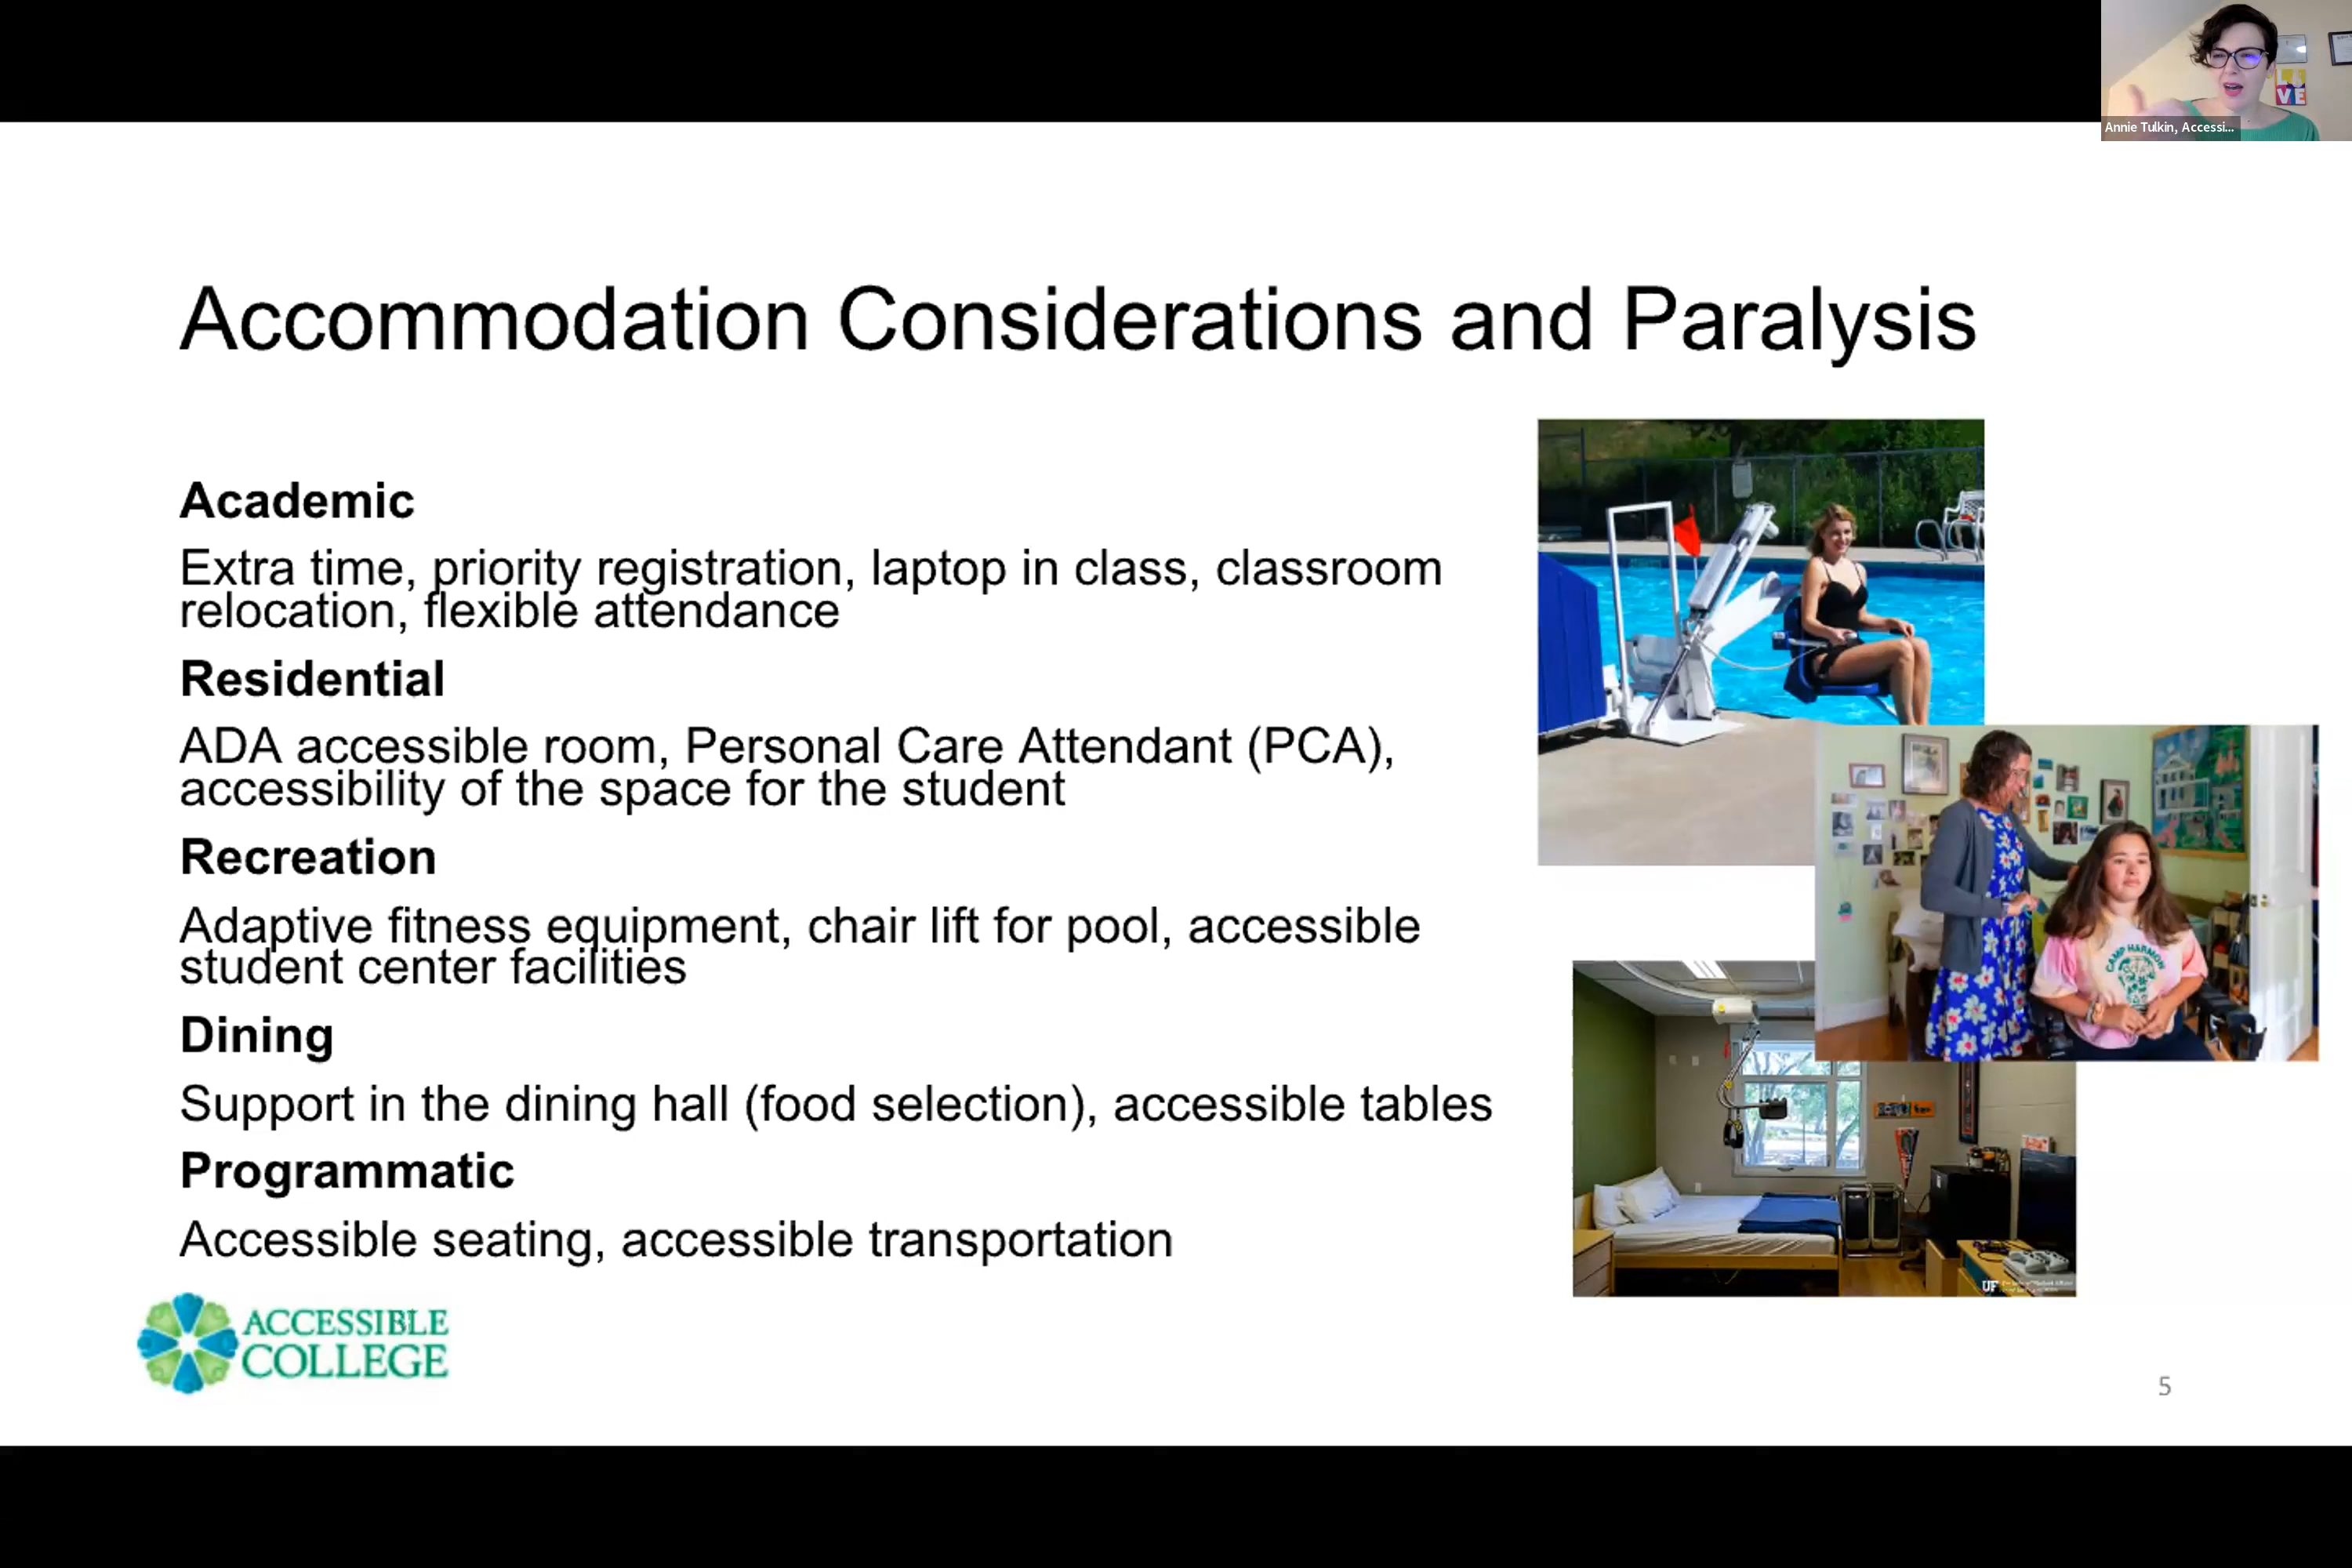 Annie Tulkin, Accessi...
Accommodation Considerations and Paralysis
Academic
Extra time, priority registration, laptop in class, classroom
relocation, flexible attendance
Residential
ADA accessible room, Personal Care Attendant (PCA),
accessibility of the space for the student
Recreation
Adaptive fitness equipment, chair lift for pool, accessible
student center facilities
Dining
Support in the dining hall (food selection), accessible tables
Programmatic
Accessible seating, accessible transportation
CAMP HARMON
UF
ACCESSIBLE
COLLEGE
5